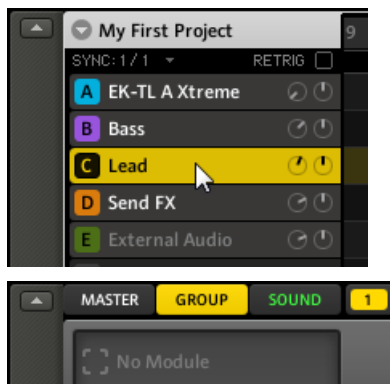 My First Project 9
SYNC: 1 / 1 RETRIG
A EK-TL A Xtreme
B Bass
C Lead
D Send FX
E External Audio
MASTER GROUP SOUND 1
No Module